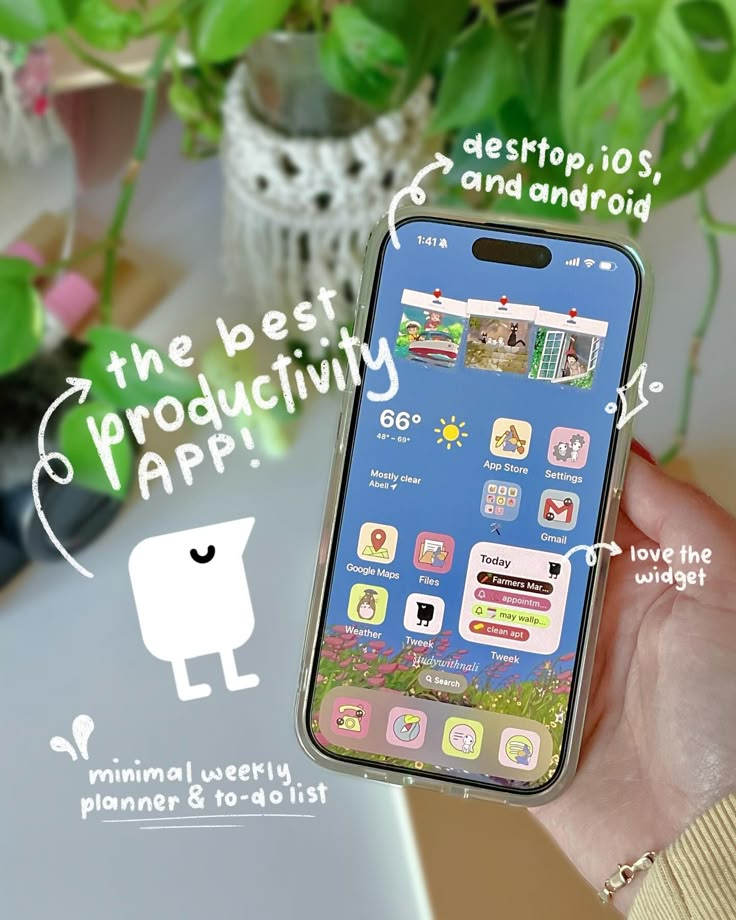 desktop, iOS,
and android
1:41
the best
productivity
APP!
66°
48° ~ 69°
Mostly clear
Abell
App Store
Settings
Gmail
love the
widget
Google Maps
Files
Today
Farmers Mar...
appointm...
may wallp...
clean apt
Weather
Tweek
Tweek
studywithnali
Search
minimal weekly
planner & to-do list